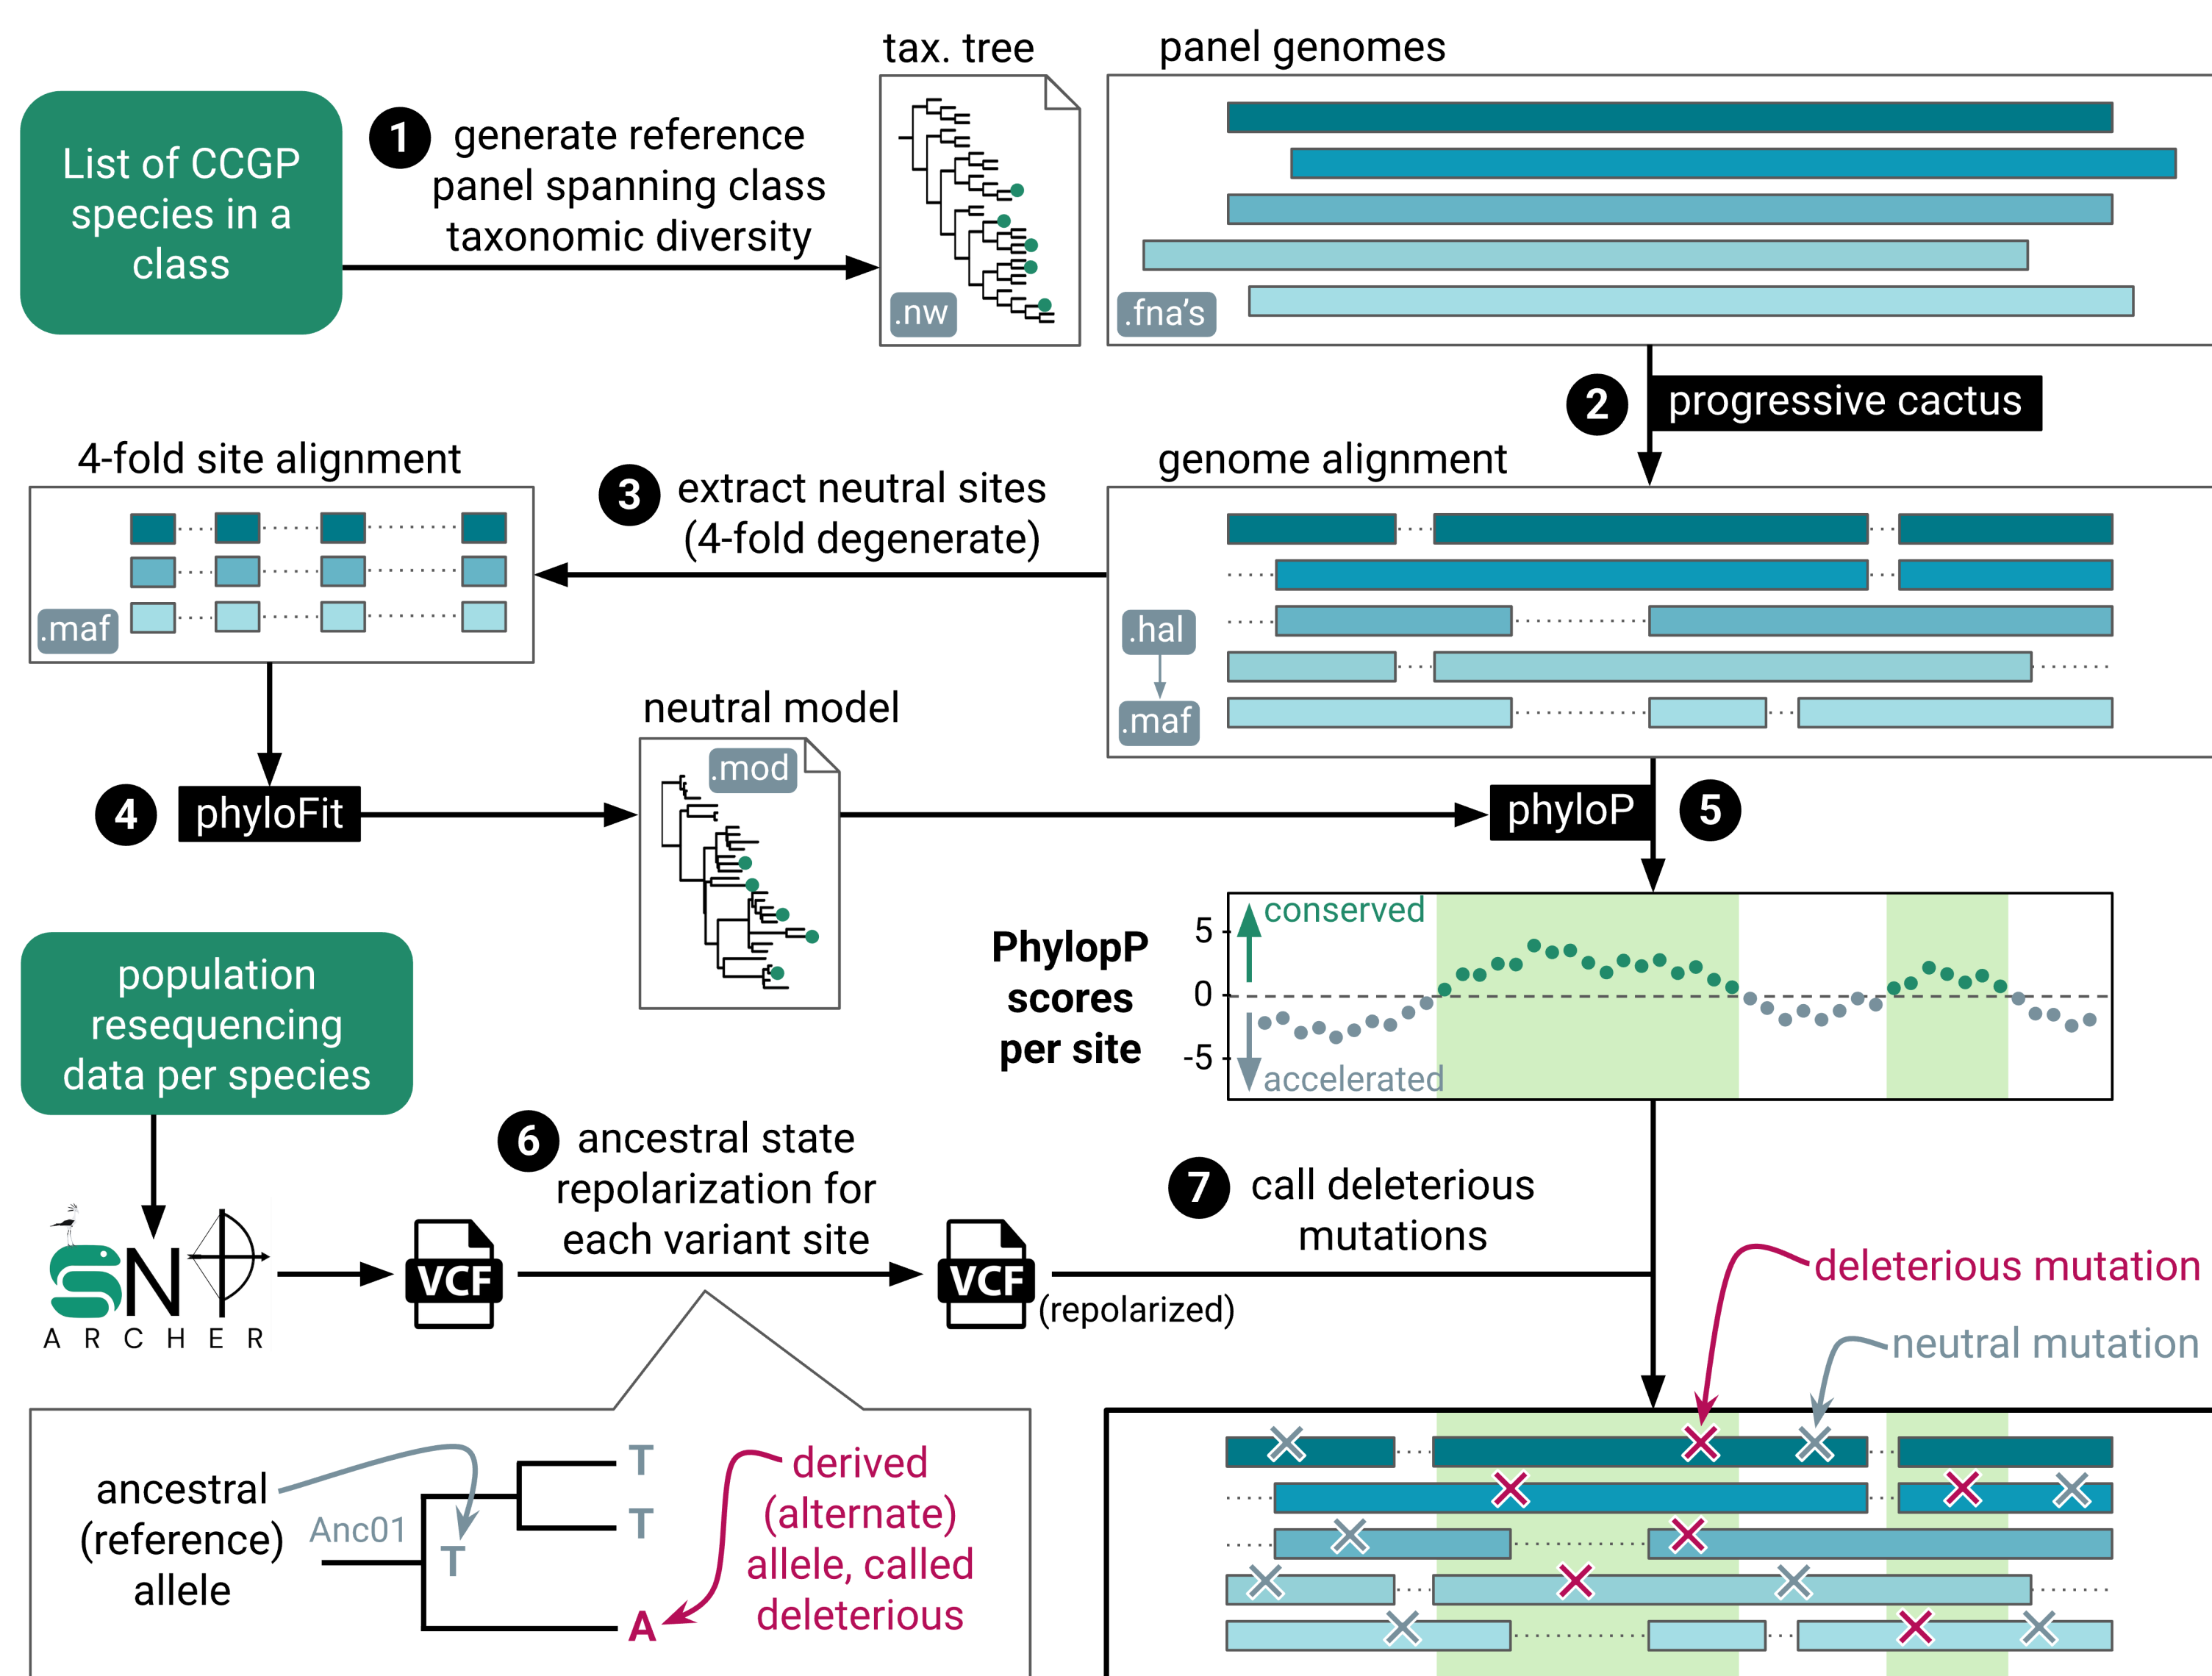 tax. tree
panel genomes
List of CCGP
species in a
class
1
generate reference
panel spanning class
taxonomic diversity
.nw
.fna's
2
progressive cactus
4-fold site alignment
3
extract neutral sites
(4-fold degenerate)
genome alignment
.maf
.hal
.maf
neutral model
.mod
4
phyloFit
phyloP
5
PhylopP
scores
per site
5
0
-5
conserved
accelerated
population
resequencing
data per species
6
ancestral state
repolarization for
each variant site
7
call deleterious
mutations
SN
ARCHER
VCF
VCF
(repolarized)
deleterious mutation
neutral mutation
ancestral
(reference)
allele
Anc01
T
T
T
A
derived
(alternate)
allele, called
deleterious